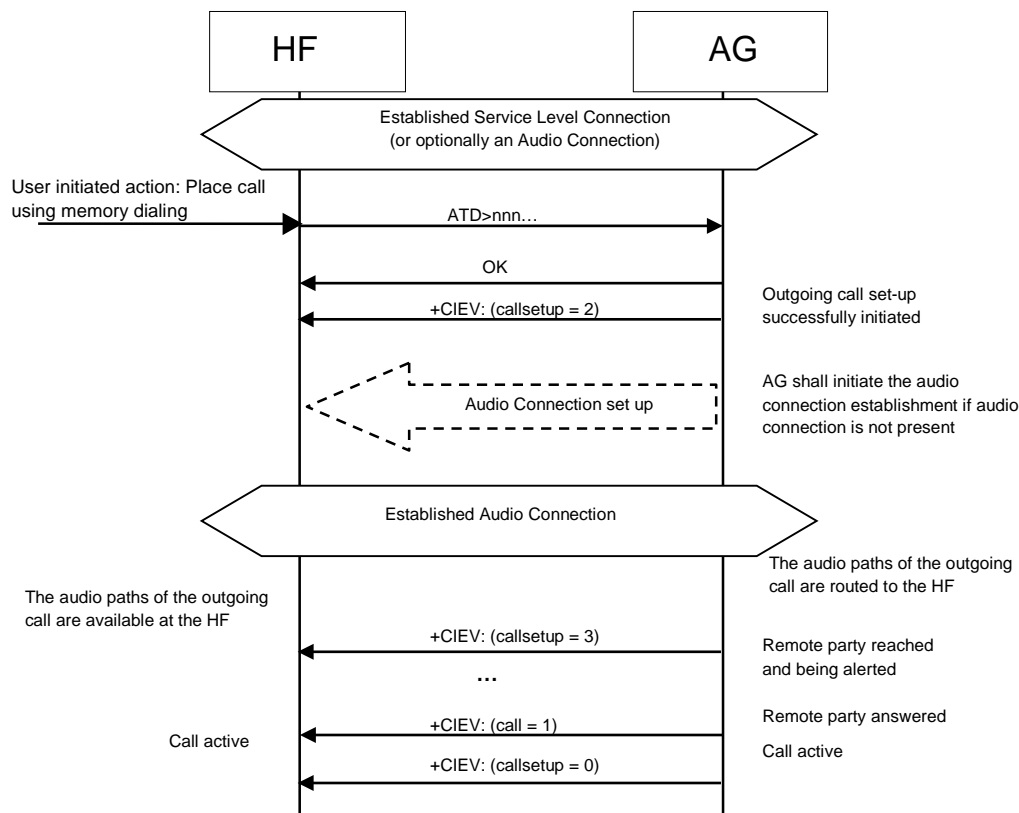 HF
AG
Established Service Level Connection
(or optionally an Audio Connection)
User initiated action: Place call
using memory dialing
ATD>nnn…
OK
+CIEV: (callsetup = 2)
Outgoing call set-up
successfully initiated
Audio Connection set up
AG shall initiate the audio
connection establishment if audio
connection is not present
Established Audio Connection
The audio paths of the outgoing
call are routed to the HF
The audio paths of the outgoing
call are available at the HF
+CIEV: (callsetup = 3)
Remote party reached
and being alerted
…
Remote party answered
+CIEV: (call = 1)
Call active
Call active
+CIEV: (callsetup = 0)